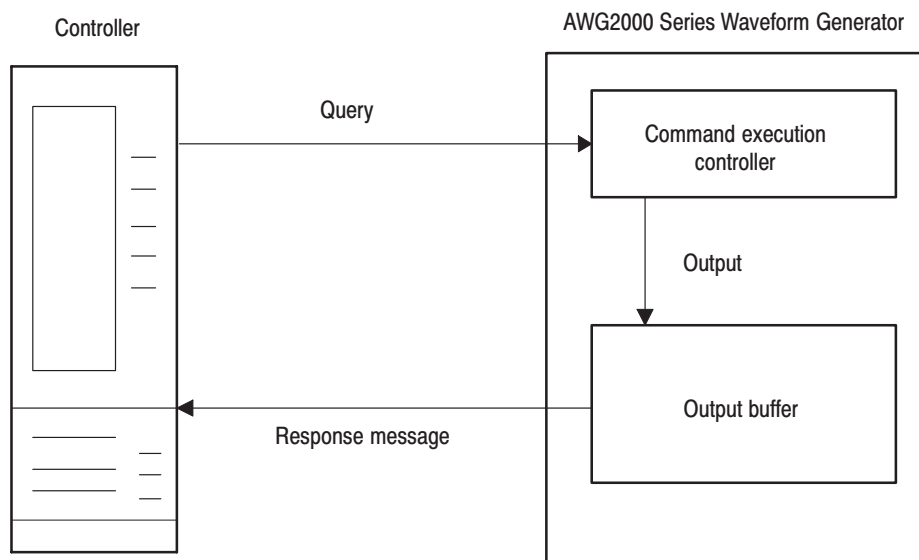 Controller
AWG2000 Series Waveform Generator
Query
Command execution
controller
Output
Output buffer
Response message